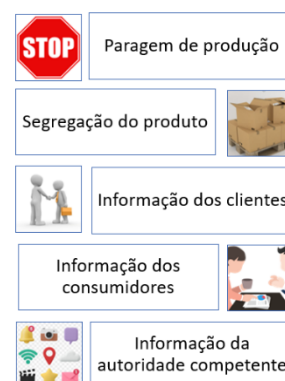 STOP
Paragem de produção
Segregação do produto
Informação dos clientes
Informação dos
consumidores
Informação da
autoridade competente